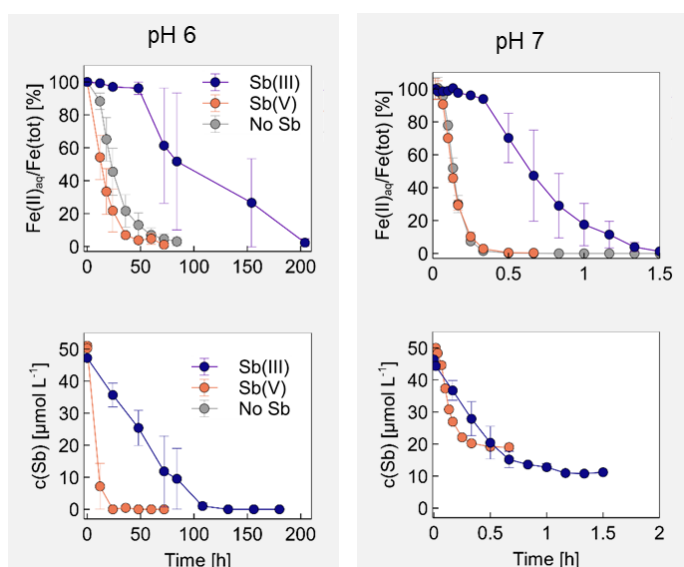 pH 6
pH 7
Fe(II)aq/Fe(tot) [%]
100
80
60
40
20
0
Sb(III)
Sb(V)
No Sb
0 50 100 150 200
Fe(II)aq/Fe(tot) [%]
100
80
60
40
20
0
0 0.5 1.0 1.5
c(Sb) [µmol L⁻¹]
50
40
30
20
10
0
Sb(III)
Sb(V)
No Sb
0 50 100 150 200
Time [h]
c(Sb) [µmol L⁻¹]
50
40
30
20
10
0
0 0.5 1 1.5 2
Time [h]